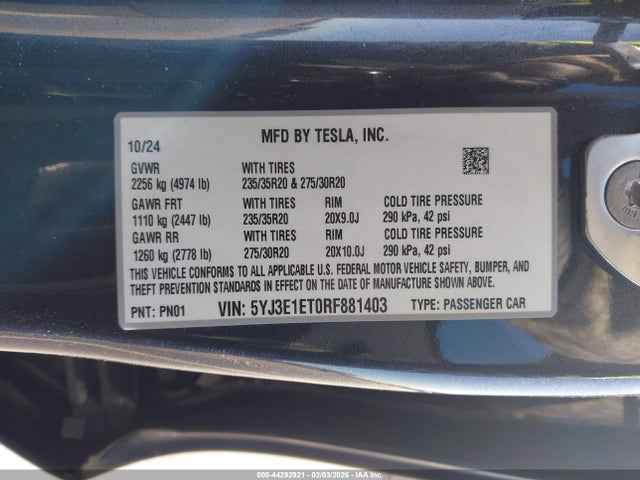 10/24 MFD BY TESLA, INC.
GVWR WITH TIRES
2256 kg (4974 lb) 235/35R20 & 275/30R20
GAWR FRT WITH TIRES RIM COLD TIRE PRESSURE
1110 kg (2447 lb) 235/35R20 20X9.0J 290 kPa, 42 psi
GAWR RR WITH TIRES RIM COLD TIRE PRESSURE
1260 kg (2778 lb) 275/30R20 20X10.0J 290 kPa, 42 psi
THIS VEHICLE CONFORMS TO ALL APPLICABLE U.S. FEDERAL MOTOR VEHICLE SAFETY, BUMPER, AND
THEFT PREVENTION STANDARDS IN EFFECT ON THE DATE OF MANUFACTURE SHOWN ABOVE.
PNT: PN01 VIN: 5YJ3E1ET0RF881403 TYPE: PASSENGER CAR
000-44292921 | 02/03/2026 - IAA Inc.